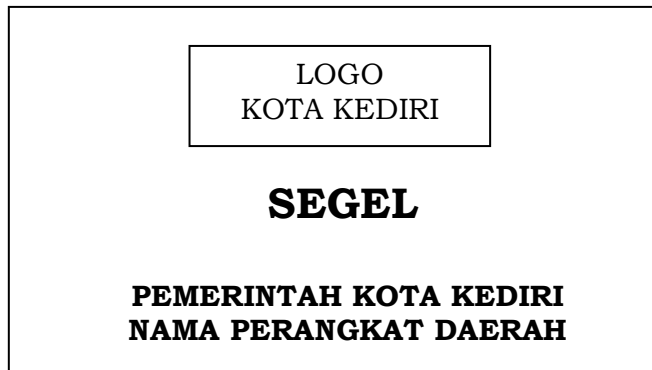 LOGO
KOTA KEDIRI
SEGEL
PEMERINTAH KOTA KEDIRI
NAMA PERANGKAT DAERAH